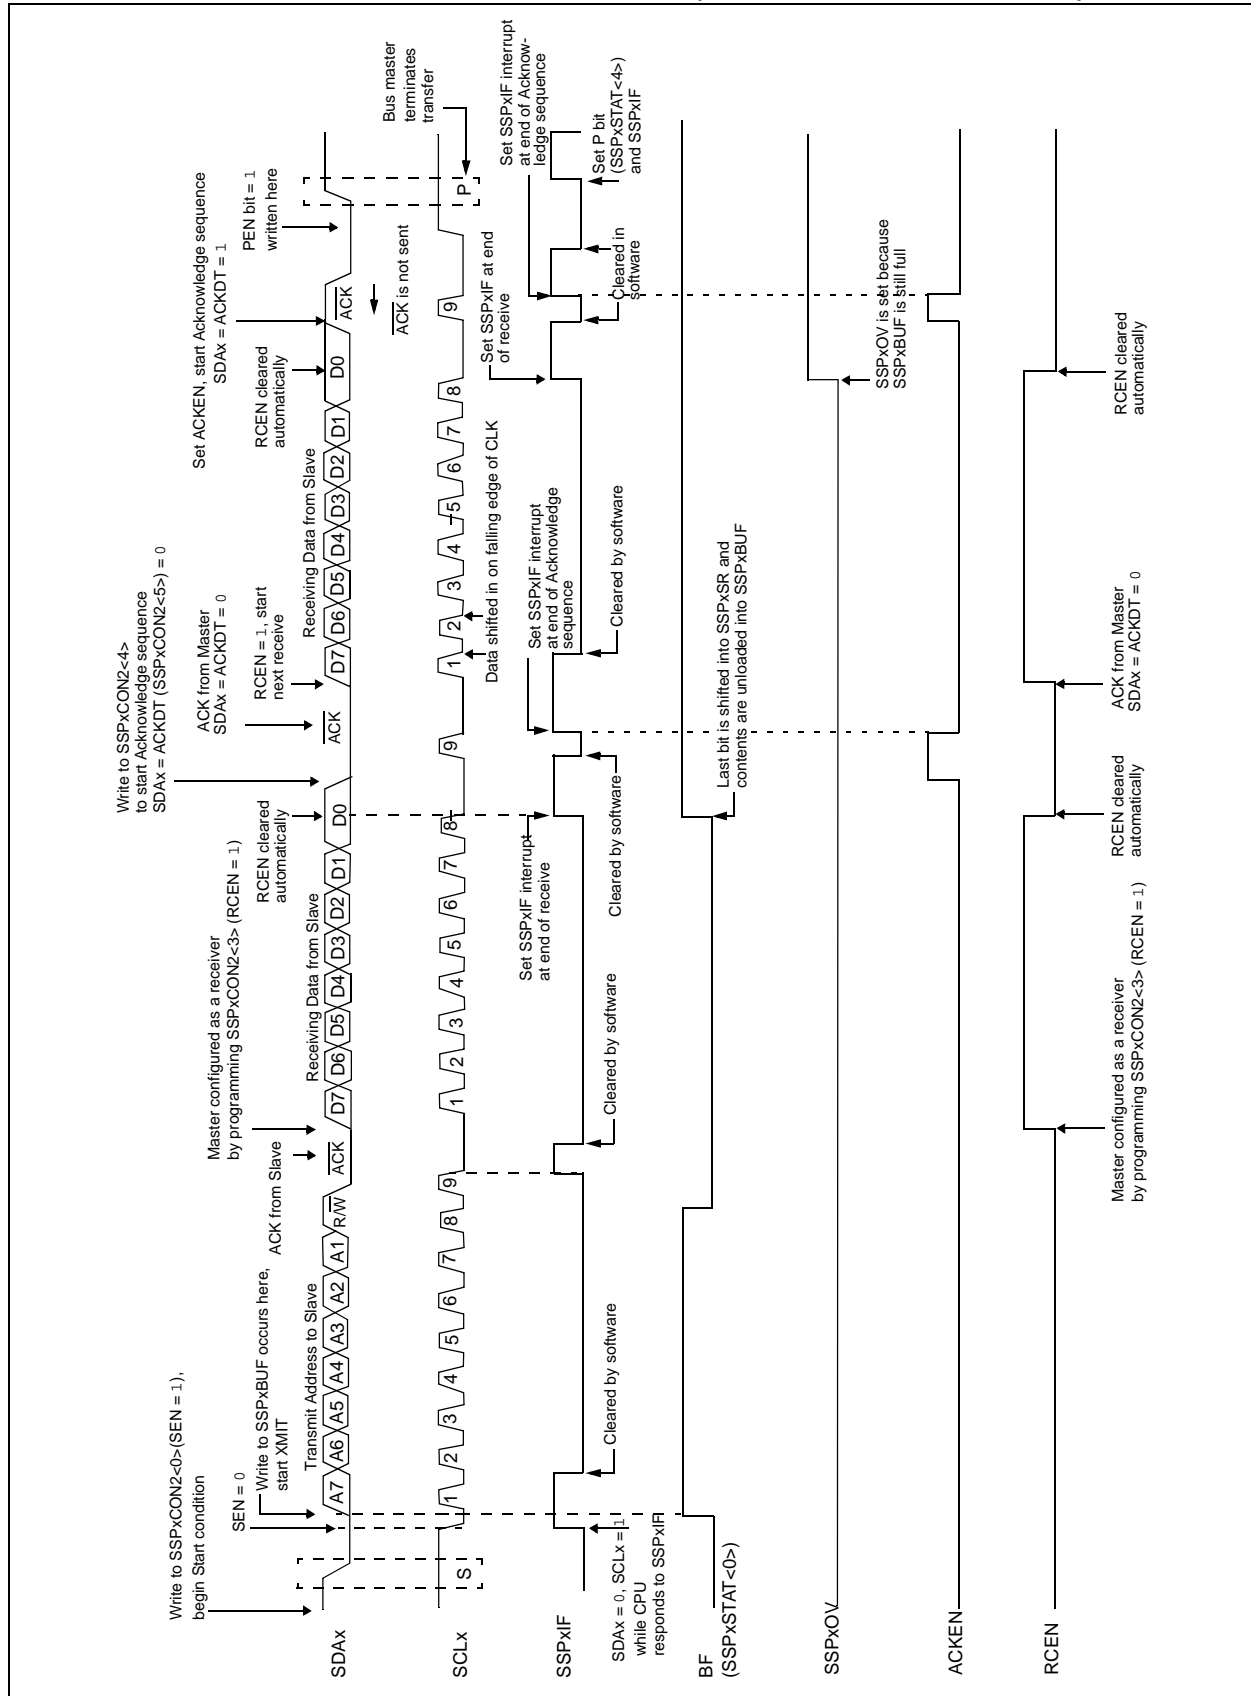 Write to SSPxCON2<0>(SEN = 1),
begin Start condition
SEN = 0
Write to SSPxBUF occurs here,
start XMIT
ACK from Slave
Master configured as a receiver
by programming SSPxCON2<3> (RCEN = 1)
RCEN cleared
automatically
Write to SSPxCON2<4>
to start Acknowledge sequence
SDAx = ACKDT (SSPxCON2<5>) = 0
ACK from Master
SDAx = ACKDT = 0
RCEN = 1, start
next receive
RCEN cleared
automatically
Set ACKEN, start Acknowledge sequence
SDAx = ACKDT = 1
PEN bit = 1
written here
Transmit Address to Slave
Receiving Data from Slave
Receiving Data from Slave
SDAx
A7 A6 A5 A4 A3 A2 A1 R/W ACK D7 D6 D5 D4 D3 D2 D1 D0 ACK D7 D6 D5 D4 D3 D2 D1 D0 ACK
ACK is not sent
Bus master
terminates
transfer
SCLx
S 1 2 3 4 5 6 7 8 9 1 2 3 4 5 6 7 8 9 1 2 3 4 5 6 7 8 9 P
Data shifted in on falling edge of CLK
Set SSPxIF interrupt
at end of receive
Set SSPxIF interrupt
at end of Acknowledge
sequence
Set SSPxIF at end
of receive
Set SSPxIF interrupt
at end of Acknow-
ledge sequence
SSPxIF
SDAx = 0, SCLx = 1
while CPU
responds to SSPxIF
Cleared by software
Cleared by software
Cleared by software
Cleared by software
Cleared in
software
Set P bit
(SSPxSTAT<4>)
and SSPxIF
BF
(SSPxSTAT<0>)
Last bit is shifted into SSPxSR and
contents are unloaded into SSPxBUF
SSPxOV
SSPxOV is set because
SSPxBUF is still full
ACKEN
RCEN
Master configured as a receiver
by programming SSPxCON2<3> (RCEN = 1)
RCEN cleared
automatically
ACK from Master
SDAx = ACKDT = 0
RCEN cleared
automatically